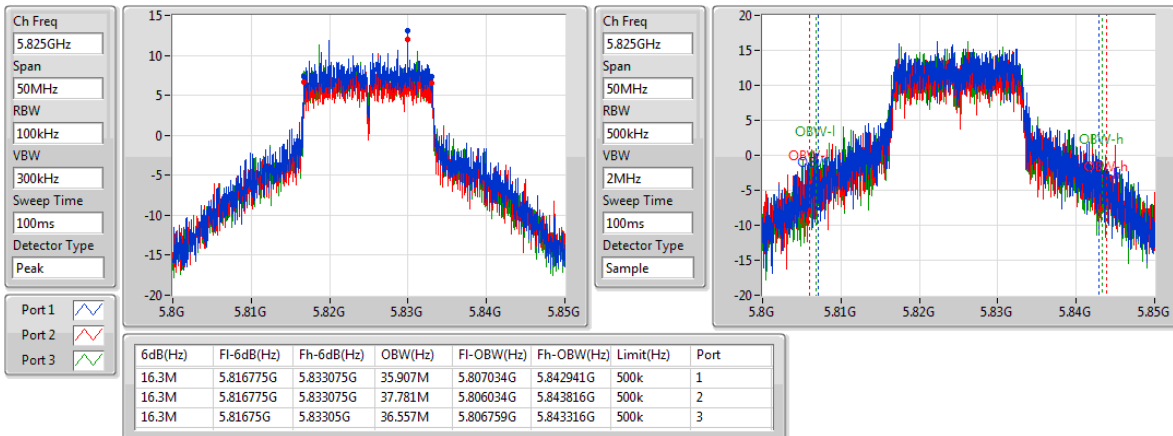 Ch Freq
5.825GHz
Span
50MHz
RBW
100kHz
VBW
300kHz
Sweep Time
100ms
Detector Type
Peak
Port 1
Port 2
Port 3
15
10
5
0
-5
-10
-15
-20
5.8G 5.81G 5.82G 5.83G 5.84G 5.85G
Ch Freq
5.825GHz
Span
50MHz
RBW
500kHz
VBW
2MHz
Sweep Time
100ms
Detector Type
Sample
20
15
10
5
0
-5
-10
-15
-20
OBW-l
OBW-h
5.8G 5.81G 5.82G 5.83G 5.84G 5.85G
6dB(Hz) Fl-6dB(Hz) Fh-6dB(Hz) OBW(Hz) Fl-OBW(Hz) Fh-OBW(Hz) Limit(Hz) Port
16.3M 5.816775G 5.833075G 35.907M 5.807034G 5.842941G 500k 1
16.3M 5.816775G 5.833075G 37.781M 5.806034G 5.843816G 500k 2
16.3M 5.81675G 5.83305G 36.557M 5.806759G 5.843316G 500k 3